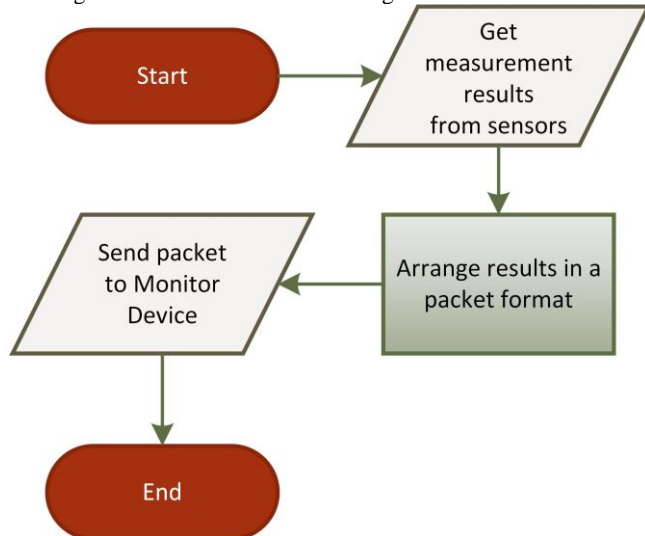 Start
Get
measurement
results
from sensors
Arrange results in a
packet format
Send packet
to Monitor
Device
End